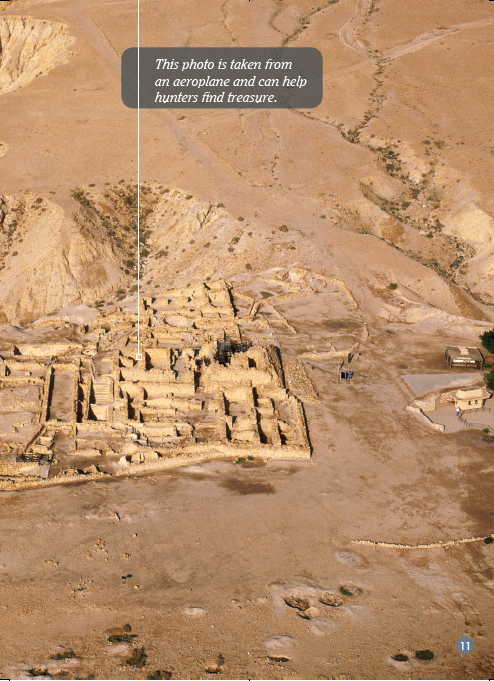 This photo is taken from
an aeroplane and can help
hunters find treasure.
11